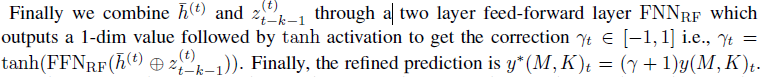 Finally we combine h̄^(t) and z^(t)_{t−k−1} through a two layer feed-forward layer FNN_RF which
outputs a 1-dim value followed by tanh activation to get the correction γ_t ∈ [−1, 1] i.e., γ_t =
tanh(FFN_RF(h̄^(t) ⊕ z^(t)_{t−k−1})). Finally, the refined prediction is y*(M, K)_t = (γ + 1)y(M, K)_t.